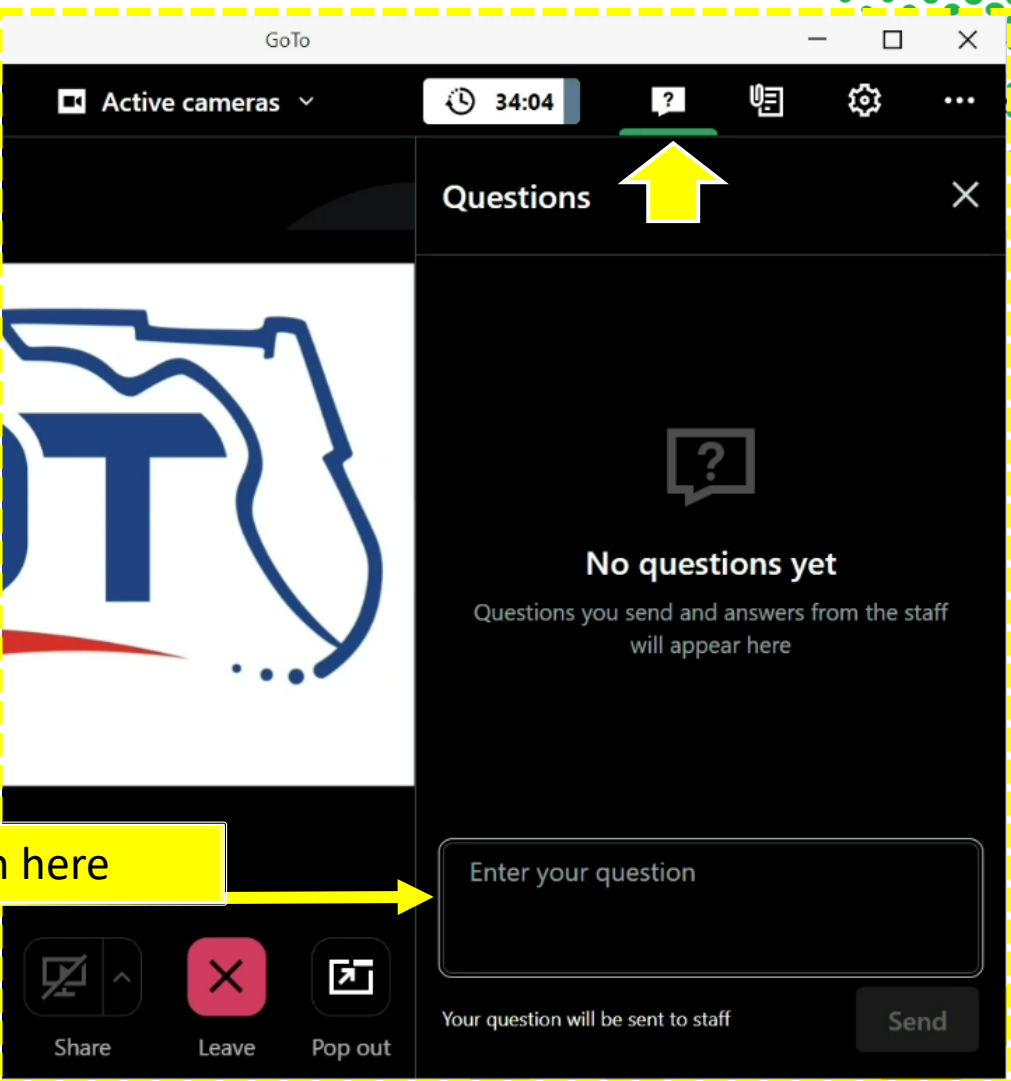 GoTo
Active cameras
34:04
?
Questions
OT
?
No questions yet
Questions you send and answers from the staff
will appear here
here
Enter your question
Your question will be sent to staff
Send
Share
Leave
Pop out